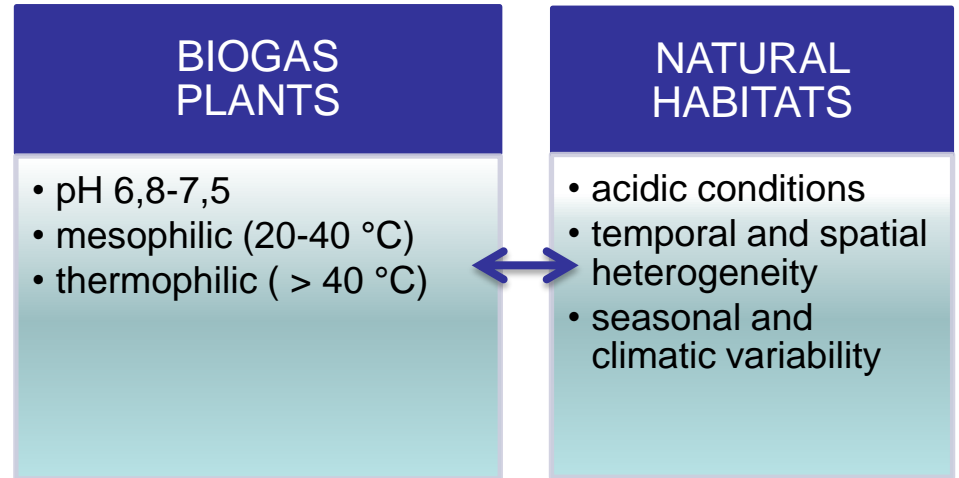 BIOGAS
PLANTS
• pH 6,8-7,5
• mesophilic (20-40 °C)
• thermophilic ( > 40 °C)
NATURAL
HABITATS
• acidic conditions
• temporal and spatial
heterogeneity
• seasonal and
climatic variability